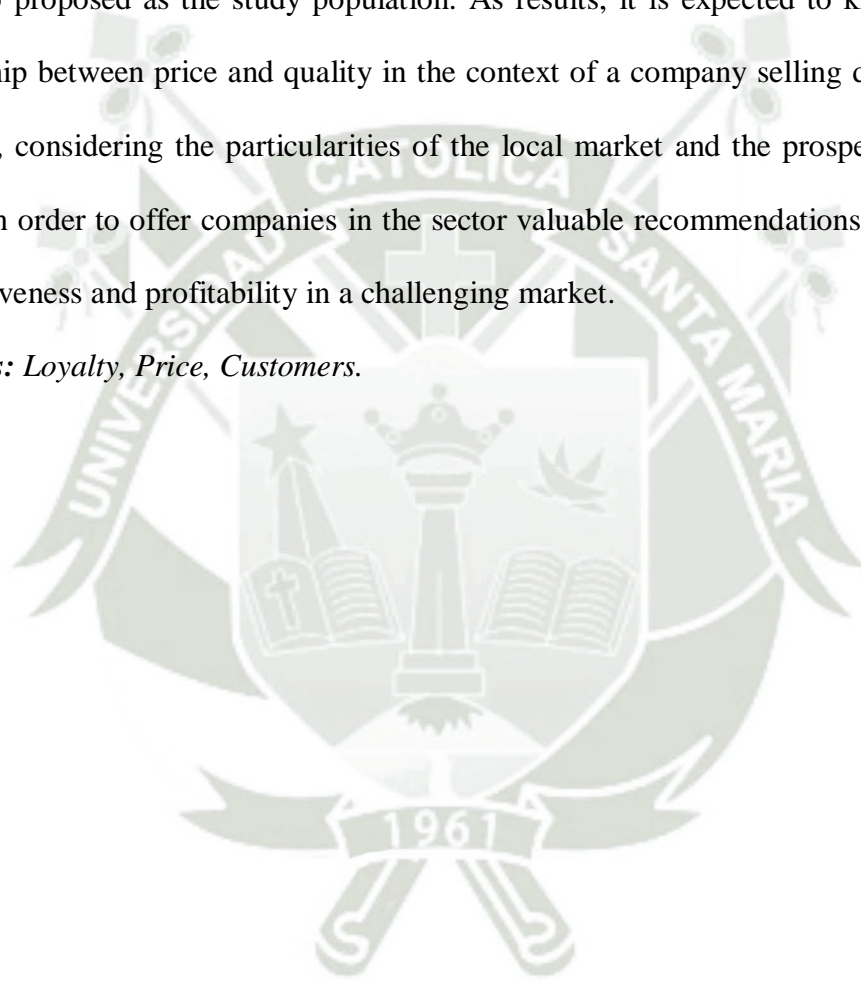 proposed as the study population. As results, it is expected to k
ip between price and quality in the context of a company selling
, considering the particularities of the local market and the prospe
n order to offer companies in the sector valuable recommendations
iveness and profitability in a challenging market.
s: Loyalty, Price, Customers.
UNIVERSIDAD CATOLICA SANTA MARIA
1961